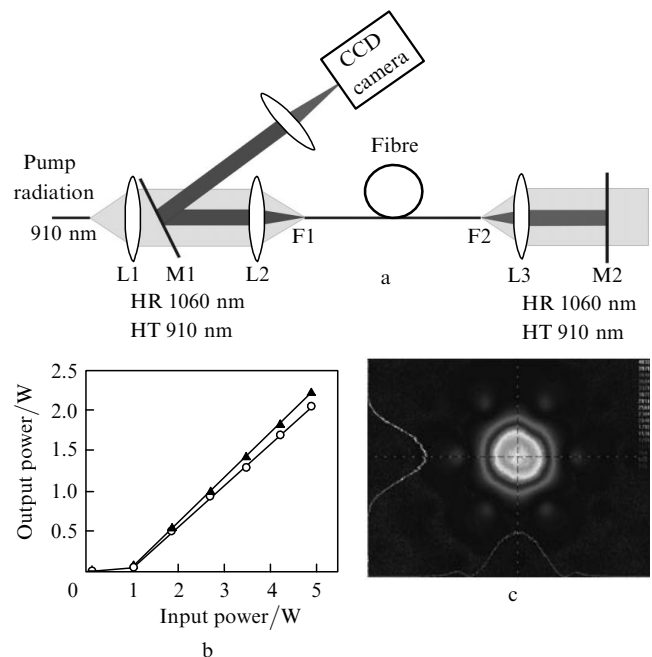 CCD
camera
Fibre
Pump
radiation
910 nm
F1
F2
L1
M1
L2
L3
M2
HR 1060 nm
HT 910 nm
a
HR 1060 nm
HT 910 nm
2.5
2.0
1.5
1.0
0.5
0
1
2
3
4
5
Output power/W
Input power/W
b
c